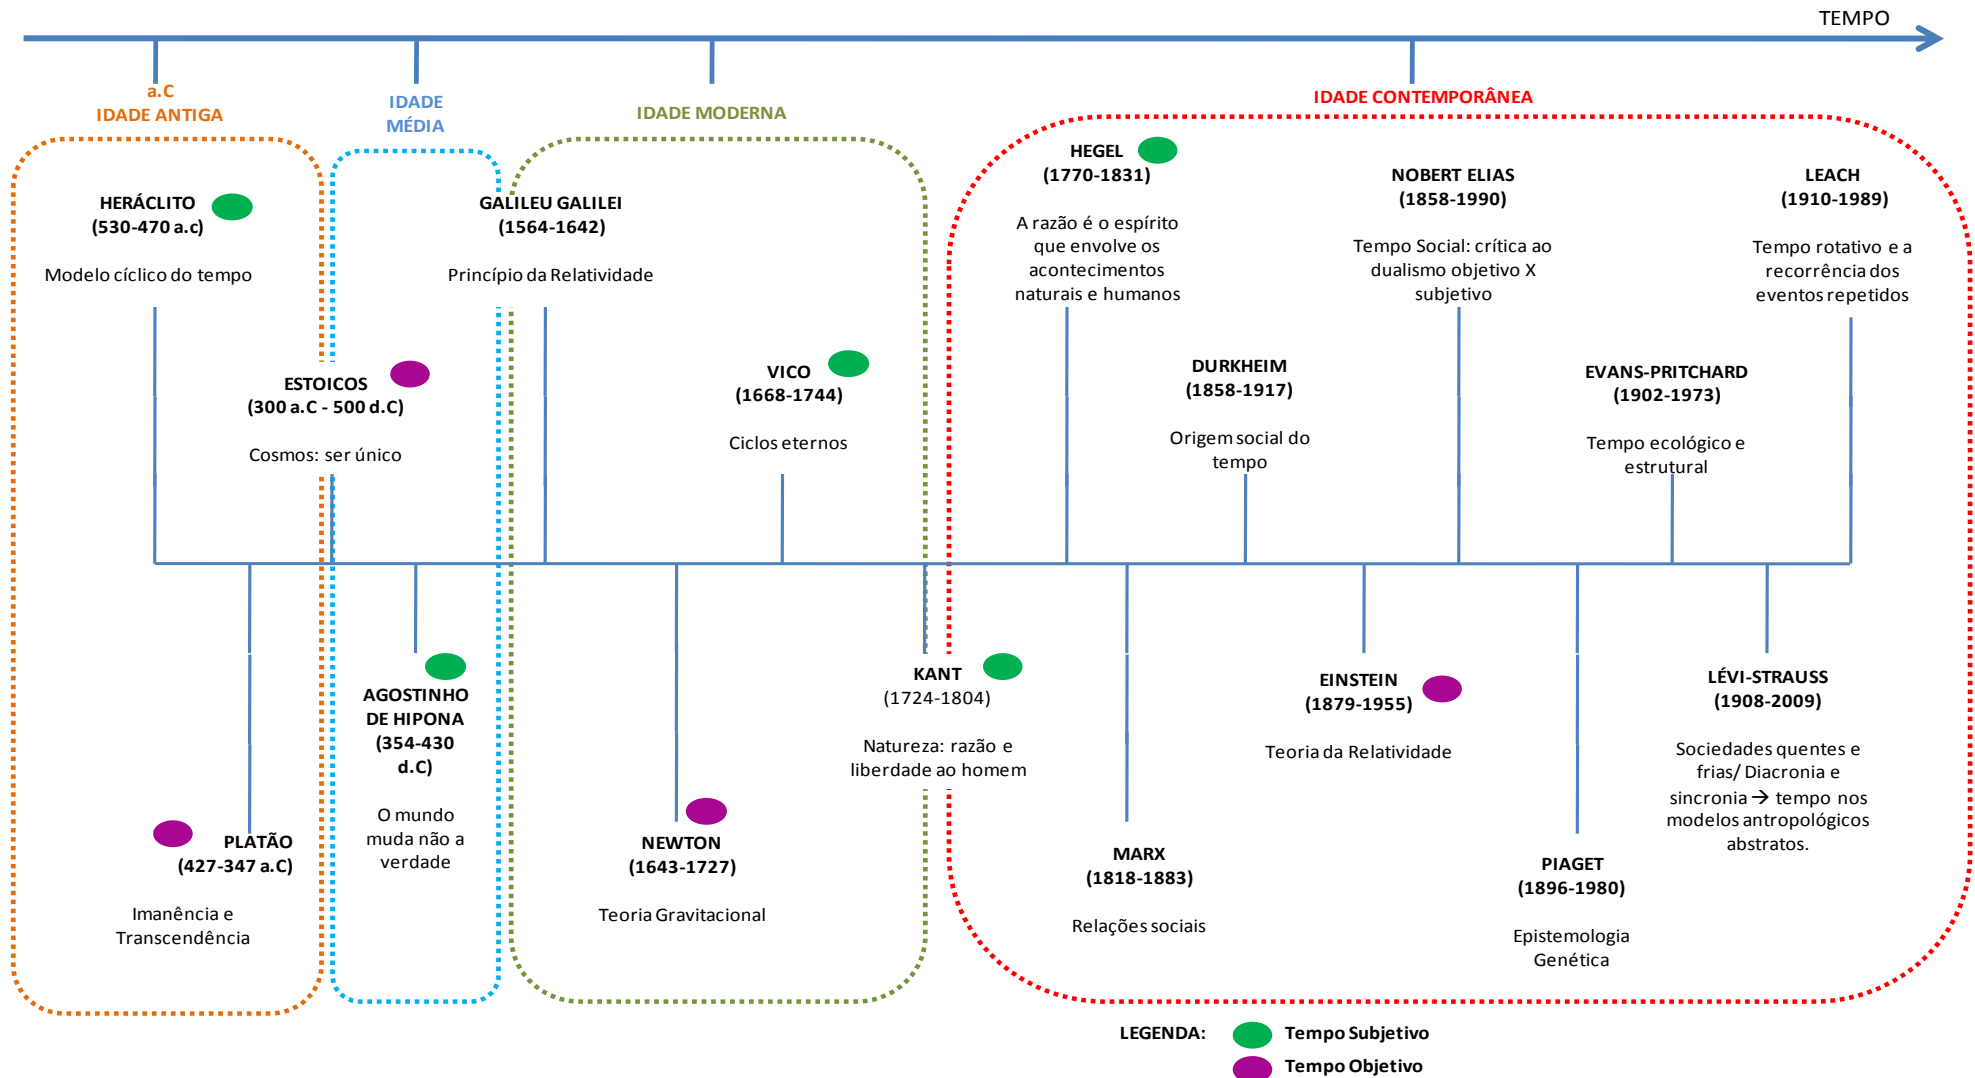 TEMPO
a.C
IDADE ANTIGA
IDADE
MÉDIA
IDADE MODERNA
IDADE CONTEMPORÂNEA
HERÁCLITO
(530-470 a.c)
Modelo cíclico do tempo
ESTOICOS
(300 a.C - 500 d.C)
Cosmos: ser único
PLATÃO
(427-347 a.C)
Imanência e
Transcendência
AGOSTINHO
DE HIPONA
(354-430
d.C)
O mundo
muda não a
verdade
GALILEU GALILEI
(1564-1642)
Princípio da Relatividade
VICO
(1668-1744)
Ciclos eternos
NEWTON
(1643-1727)
Teoria Gravitacional
KANT
(1724-1804)
Natureza: razão e
liberdade ao homem
HEGEL
(1770-1831)
A razão é o espírito
que envolve os
acontecimentos
naturais e humanos
DURKHEIM
(1858-1917)
Origem social do
tempo
NOBERT ELIAS
(1858-1990)
Tempo Social: crítica ao
dualismo objetivo X
subjetivo
EVANS-PRITCHARD
(1902-1973)
Tempo ecológico e
estrutural
LEACH
(1910-1989)
Tempo rotativo e a
recorrência dos
eventos repetidos
MARX
(1818-1883)
Relações sociais
EINSTEIN
(1879-1955)
Teoria da Relatividade
PIAGET
(1896-1980)
Epistemologia
Genética
LÉVI-STRAUSS
(1908-2009)
Sociedades quentes e
frias/ Diacronia e
sincronia → tempo nos
modelos antropológicos
abstratos.
LEGENDA:
Tempo Subjetivo
Tempo Objetivo